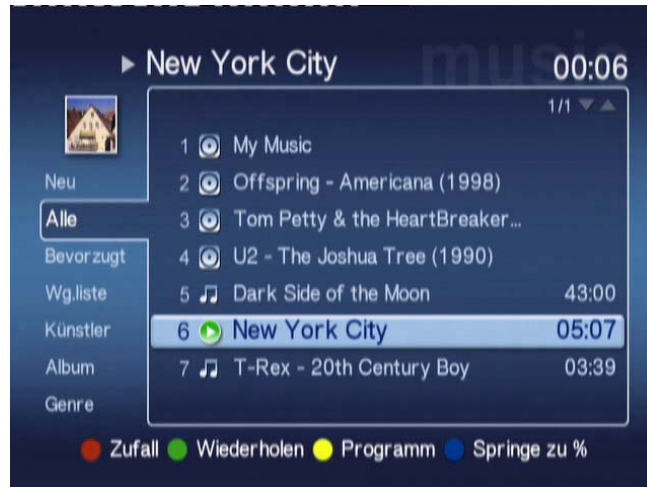 music
New York City 00:06
1/1
Neu
Alle
Bevorzugt
Wg.liste
Künstler
Album
Genre
1 My Music
2 Offspring - Americana (1998)
3 Tom Petty & the HeartBreaker...
4 U2 - The Joshua Tree (1990)
5 Dark Side of the Moon 43:00
6 New York City 05:07
7 T-Rex - 20th Century Boy 03:39
Zufall Wiederholen Programm Springe zu %